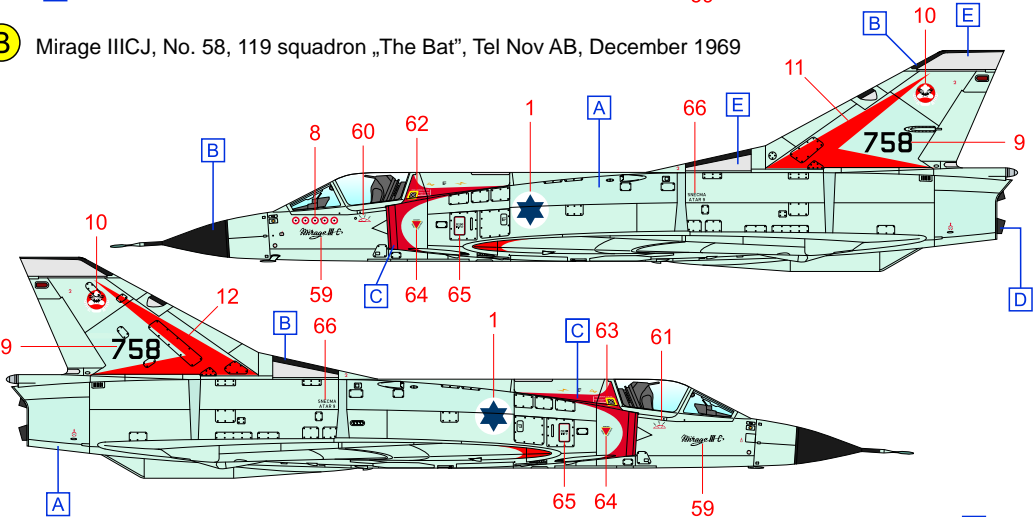 B Mirage IIICJ, No. 58, 119 squadron „The Bat”, Tel Nov AB, December 1969
B 10 E
11
66 E
1 A
62
60
8
B
758 9
SNECMA
ATAR 9
Mirage III-C
10
59 C 64 65
D
12
B 66
1
C 63 61
9 758
SNECMA
ATAR 9
Mirage III-C
A
65 64 59